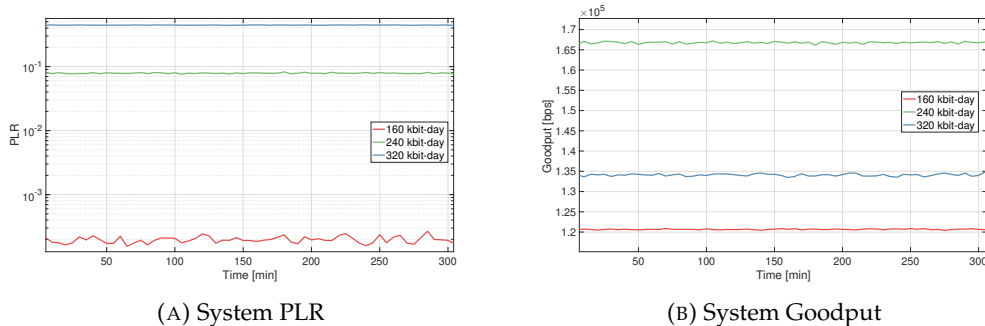 10^-1
10^-2
10^-3
PLR
160 kbit-day
240 kbit-day
320 kbit-day
50 100 150 200 250 300
Time [min]
(A) System PLR
×10^5
1.7
1.65
1.6
1.55
1.5
1.45
1.4
1.35
1.3
1.25
1.2
Goodput [bps]
160 kbit-day
240 kbit-day
320 kbit-day
50 100 150 200 250 300
Time [min]
(B) System Goodput